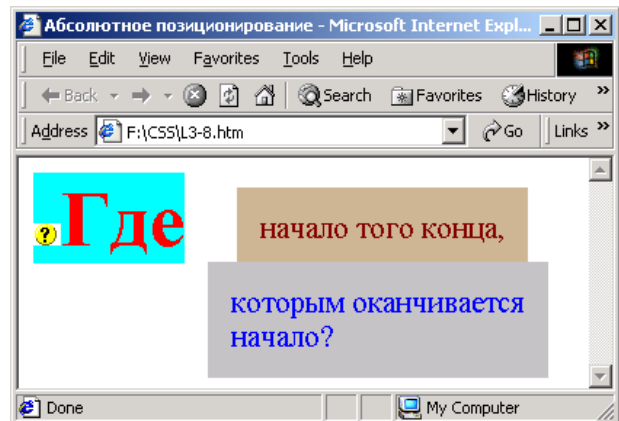 Абсолютное позиционирование - Microsoft Internet Expl...
File Edit View Favorites Tools Help
Back Search Favorites History »
Address F:\CSS\L3-8.htm Go Links »
? Где
начало того конца,
которым оканчивается
начало?
Done My Computer